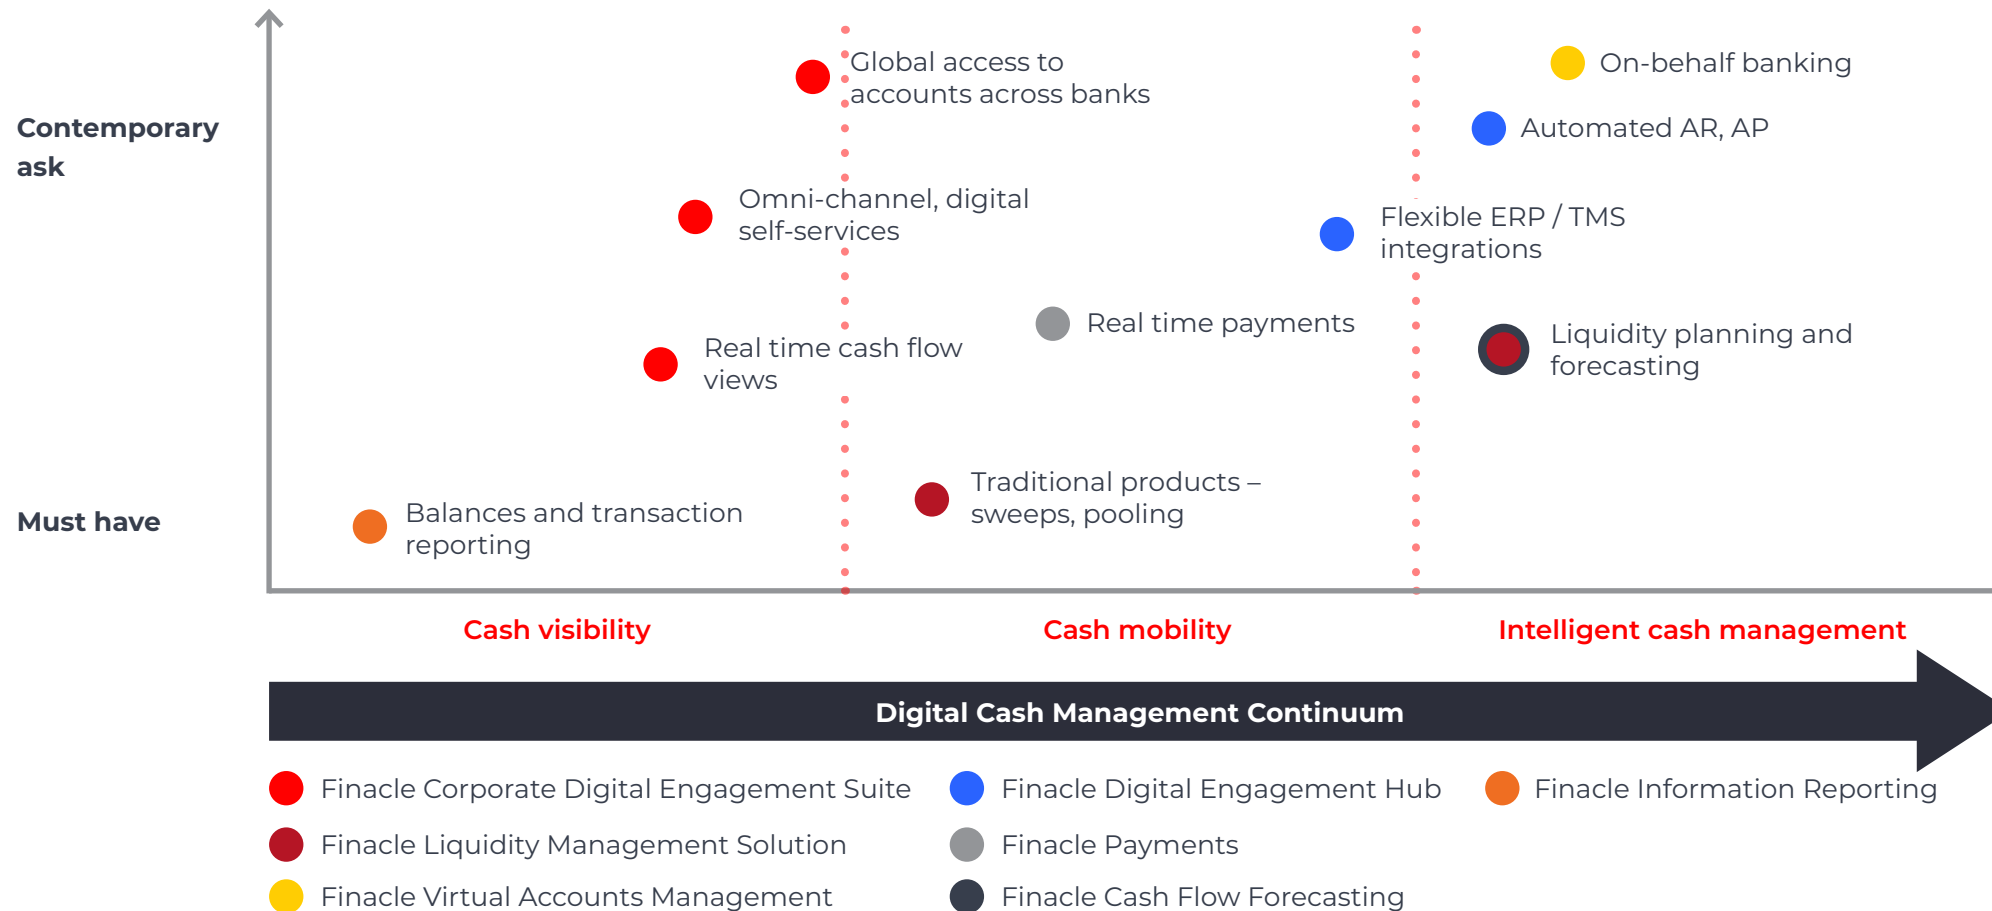 Contemporary
ask
Must have
Global access to
accounts across banks
Omni-channel, digital
self-services
Real time cash flow
views
Balances and transaction
reporting
Real time payments
Traditional products –
sweeps, pooling
On-behalf banking
Automated AR, AP
Flexible ERP / TMS
integrations
Liquidity planning and
forecasting
Cash visibility
Cash mobility
Intelligent cash management
Digital Cash Management Continuum
Finacle Corporate Digital Engagement Suite
Finacle Digital Engagement Hub
Finacle Information Reporting
Finacle Liquidity Management Solution
Finacle Payments
Finacle Virtual Accounts Management
Finacle Cash Flow Forecasting